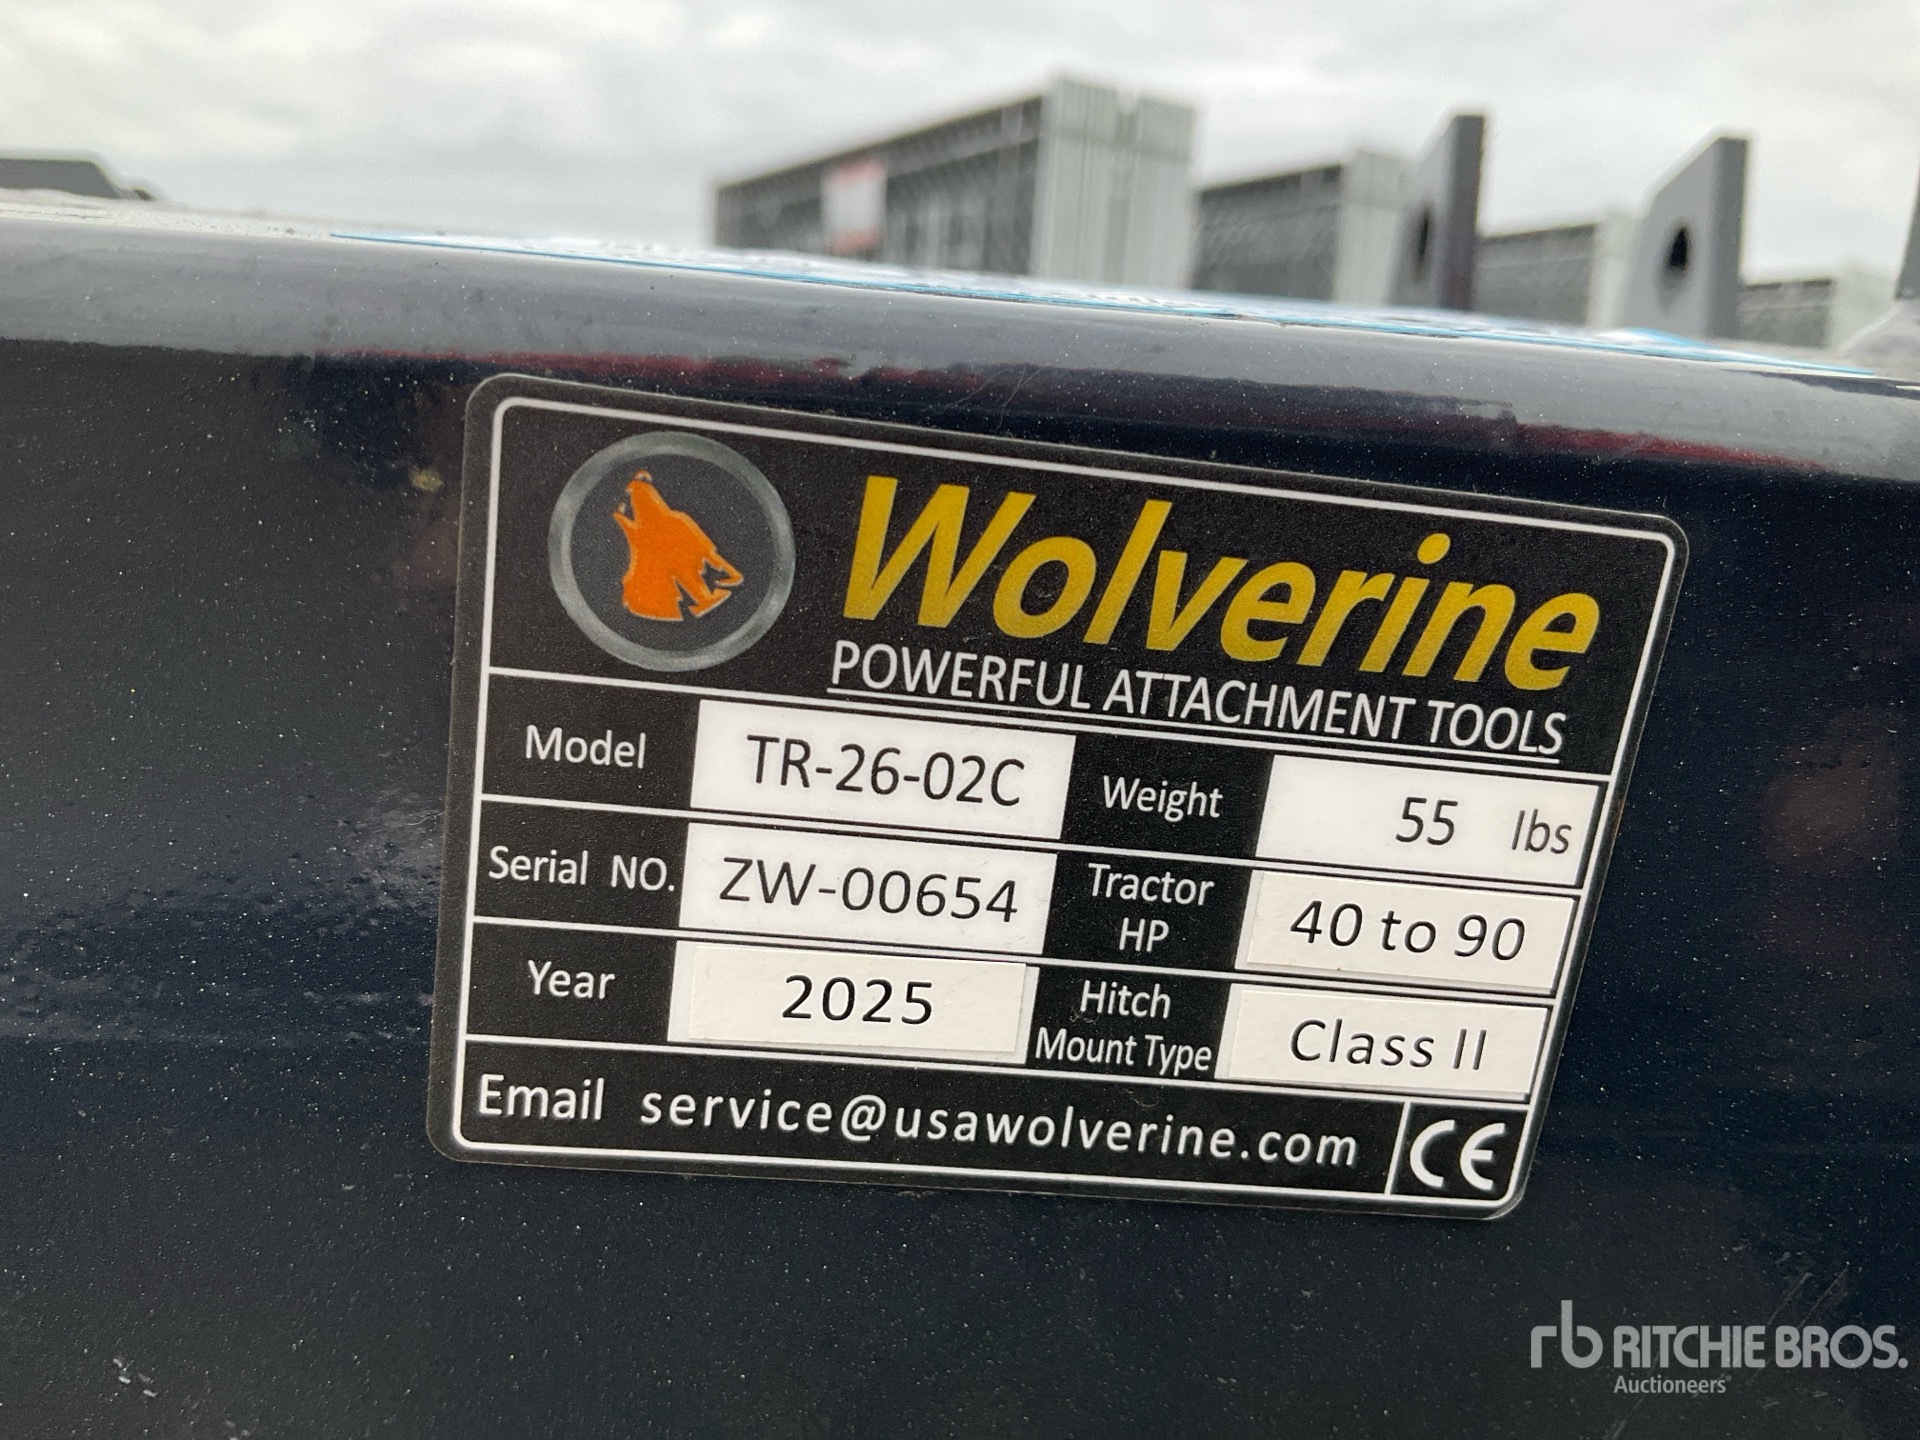 Wolverine
POWERFUL ATTACHMENT TOOLS
Model TR-26-02C Weight 55 lbs
Serial NO. ZW-00654 Tractor HP 40 to 90
Year 2025 Hitch Mount Type Class II
Email service@usawolverine.com CE
rb RITCHIE BROS.
Auctioneers